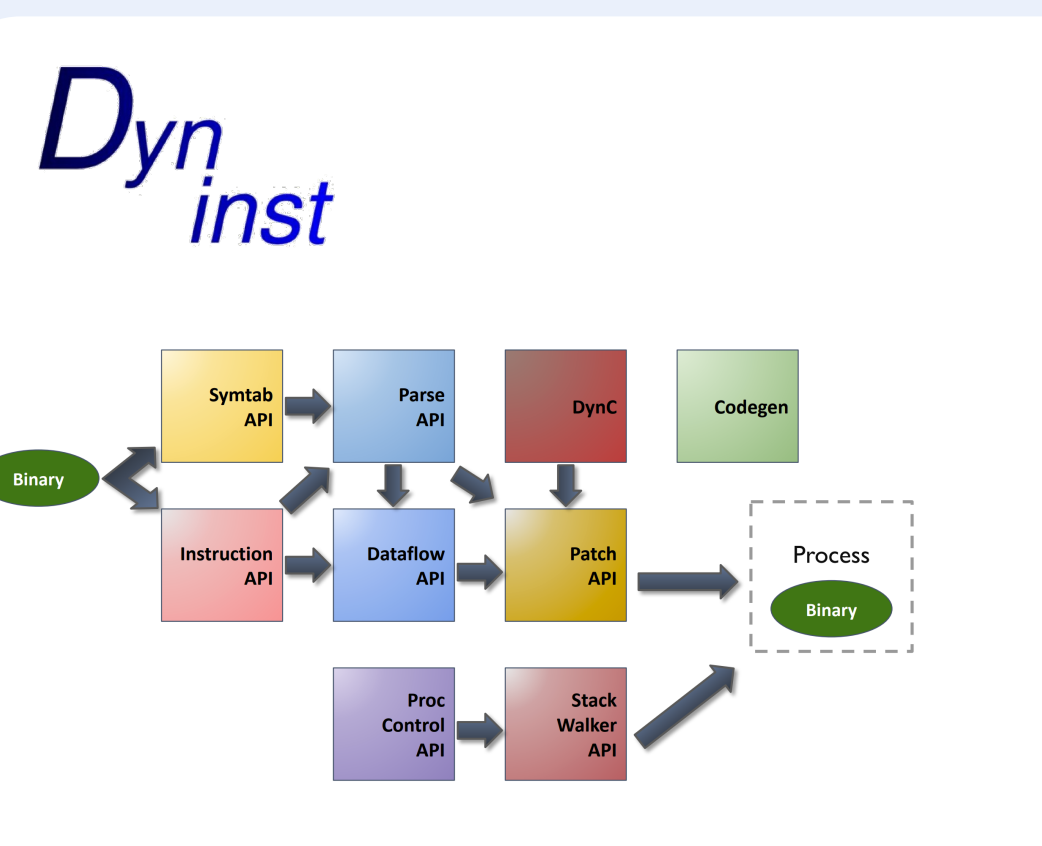 Dyn
inst
Symtab
API
Parse
API
DynC
Codegen
Binary
Instruction
API
Dataflow
API
Patch
API
Process
Binary
Proc
Control
API
Stack
Walker
API